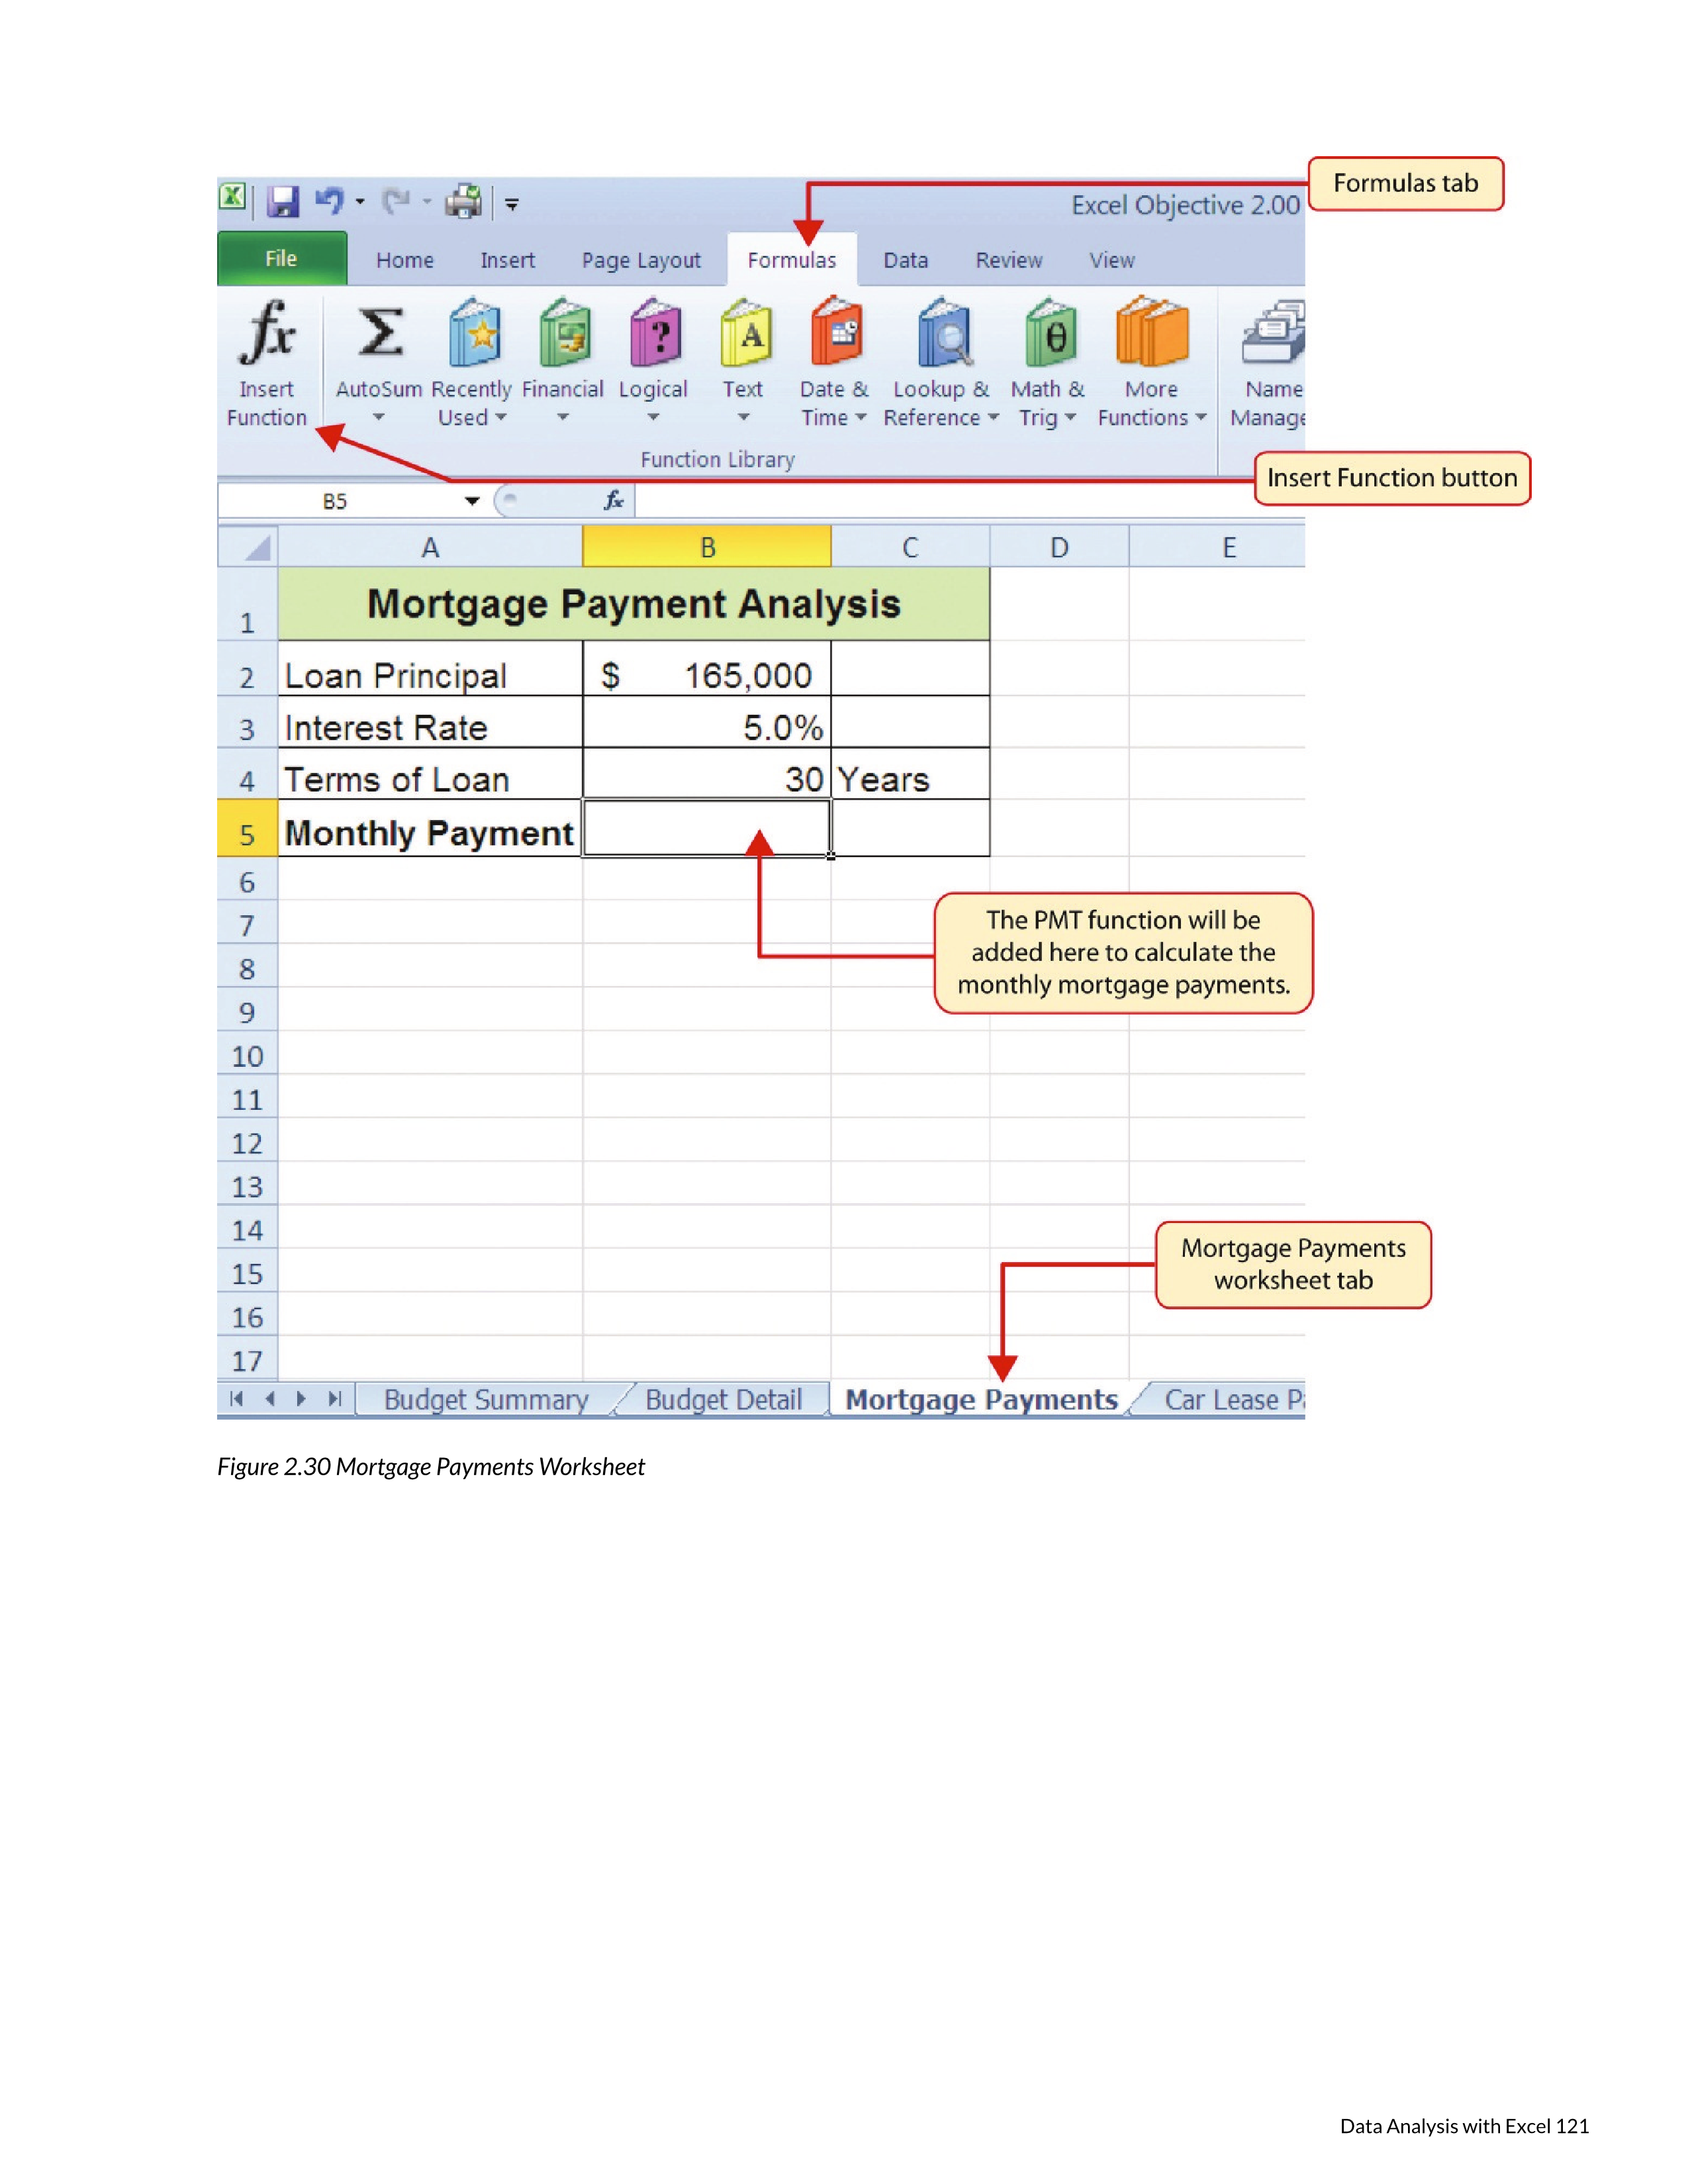 Formulas tab
Excel Objective 2.00
File Home Insert Page Layout Formulas Data Review View
Insert Function
AutoSum
Recently Used
Financial
Logical
Text
Date & Time
Lookup & Reference
Math & Trig
More Functions
Name
Function Library
Insert Function button
B5 fx
A B C D E
1 Mortgage Payment Analysis
2 Loan Principal $ 165,000
3 Interest Rate 5.0%
4 Terms of Loan 30 Years
5 Monthly Payment
6
7
8
9
10
11
12
13
14
15
16
17
The PMT function will be
added here to calculate the
monthly mortgage payments.
Mortgage Payments
worksheet tab
Budget Summary Budget Detail Mortgage Payments Car Lease
Figure 2.30 Mortgage Payments Worksheet
Data Analysis with Excel 121